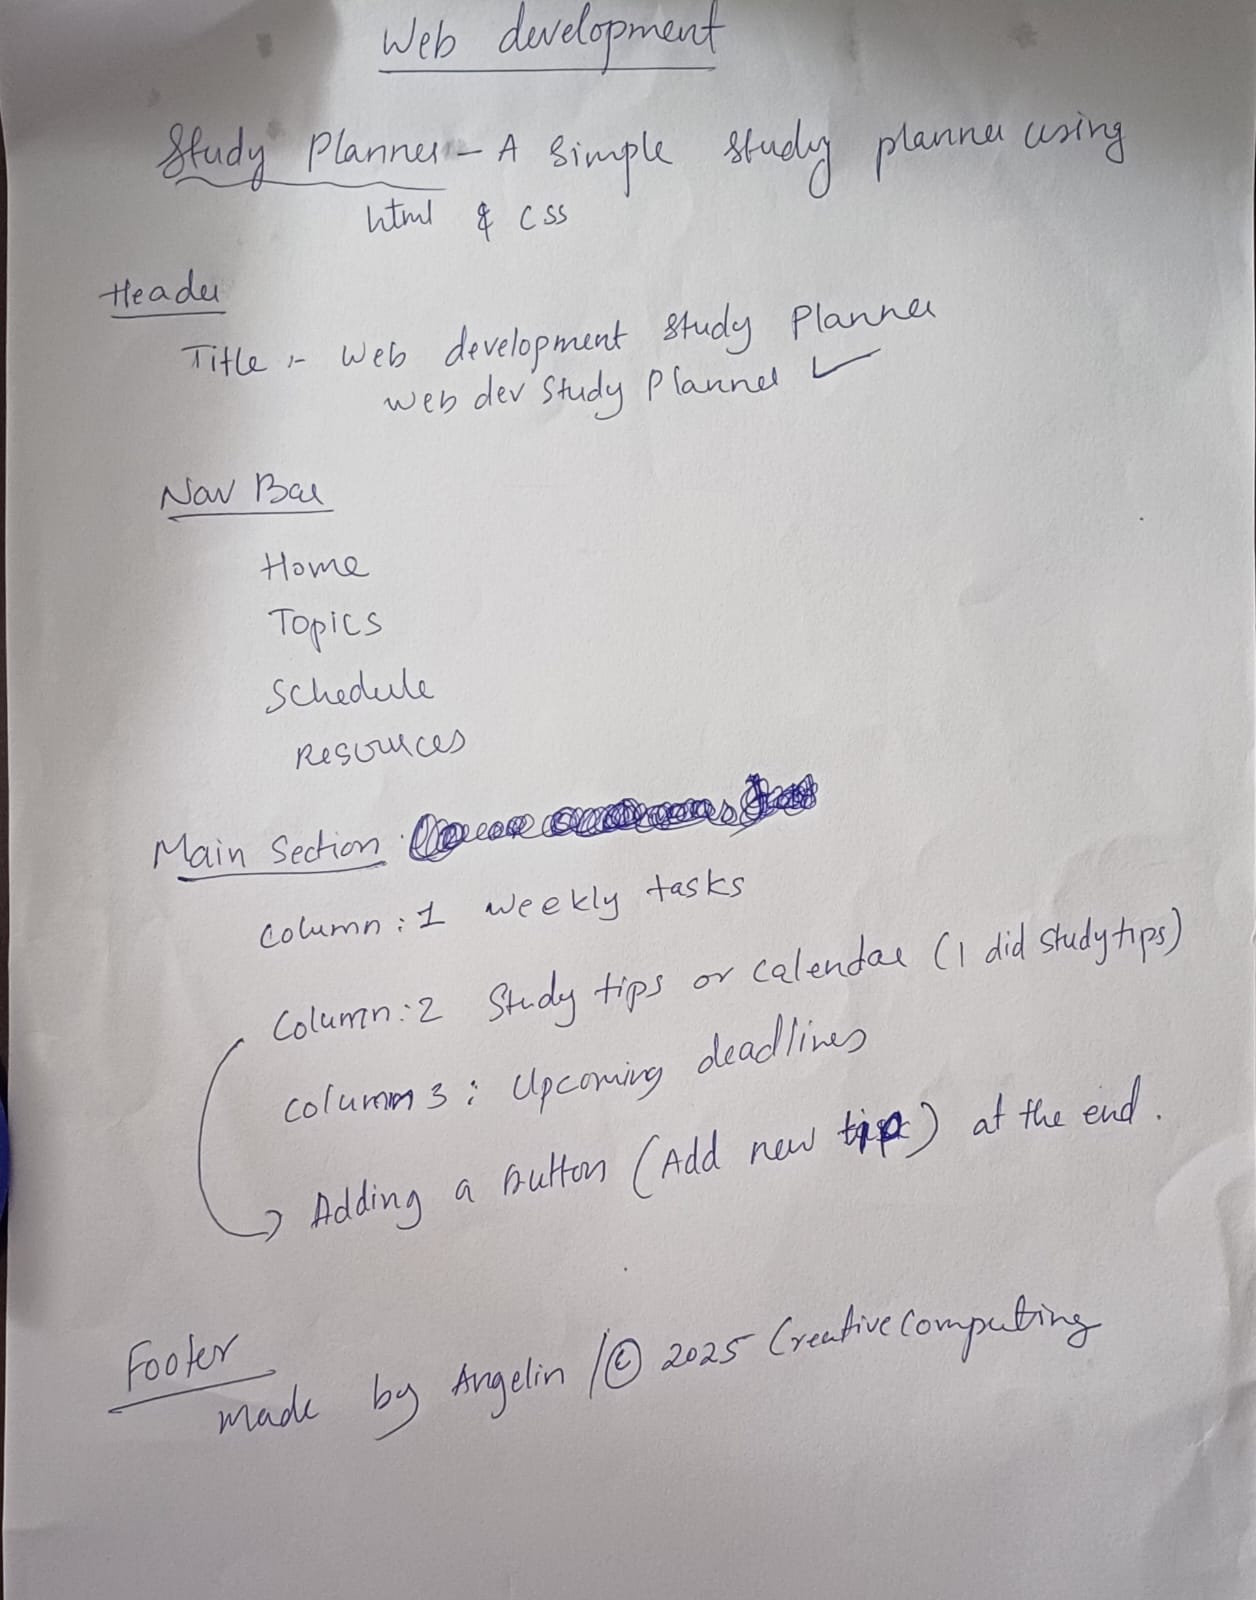 Web development
Study Planner - A Simple study planner using
html & css
Header
Title :- Web development study Planner
web dev Study Planner ✓
Nav Bar
Home
Topics
Schedule
Resources
Main Section
column : 1 weekly tasks
Column : 2 Study tips or calendar (I did study tips)
column 3 : Upcoming deadlines
Adding a button (Add new tip) at the end.
Footer
made by Angelin / © 2025 Creative Computing